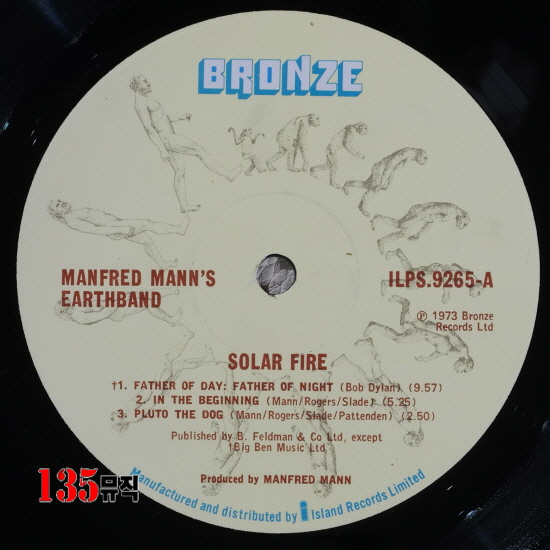 BRONZE
MANFRED MANN'S
EARTHBAND
ILPS.9265-A
℗ 1973 Bronze
Records Ltd
SOLAR FIRE
†1. FATHER OF DAY: FATHER OF NIGHT (Bob Dylan) (9.57)
2. IN THE BEGINNING (Mann/Rogers/Slade) (5.25)
3. PLUTO THE DOG (Mann/Rogers/Slade/Pattenden) (2.50)
Published by B. Feldman & Co Ltd, except
†Big Ben Music Ltd
Produced by MANFRED MANN
Manufactured and distributed by i Island Records Limited
135뮤직